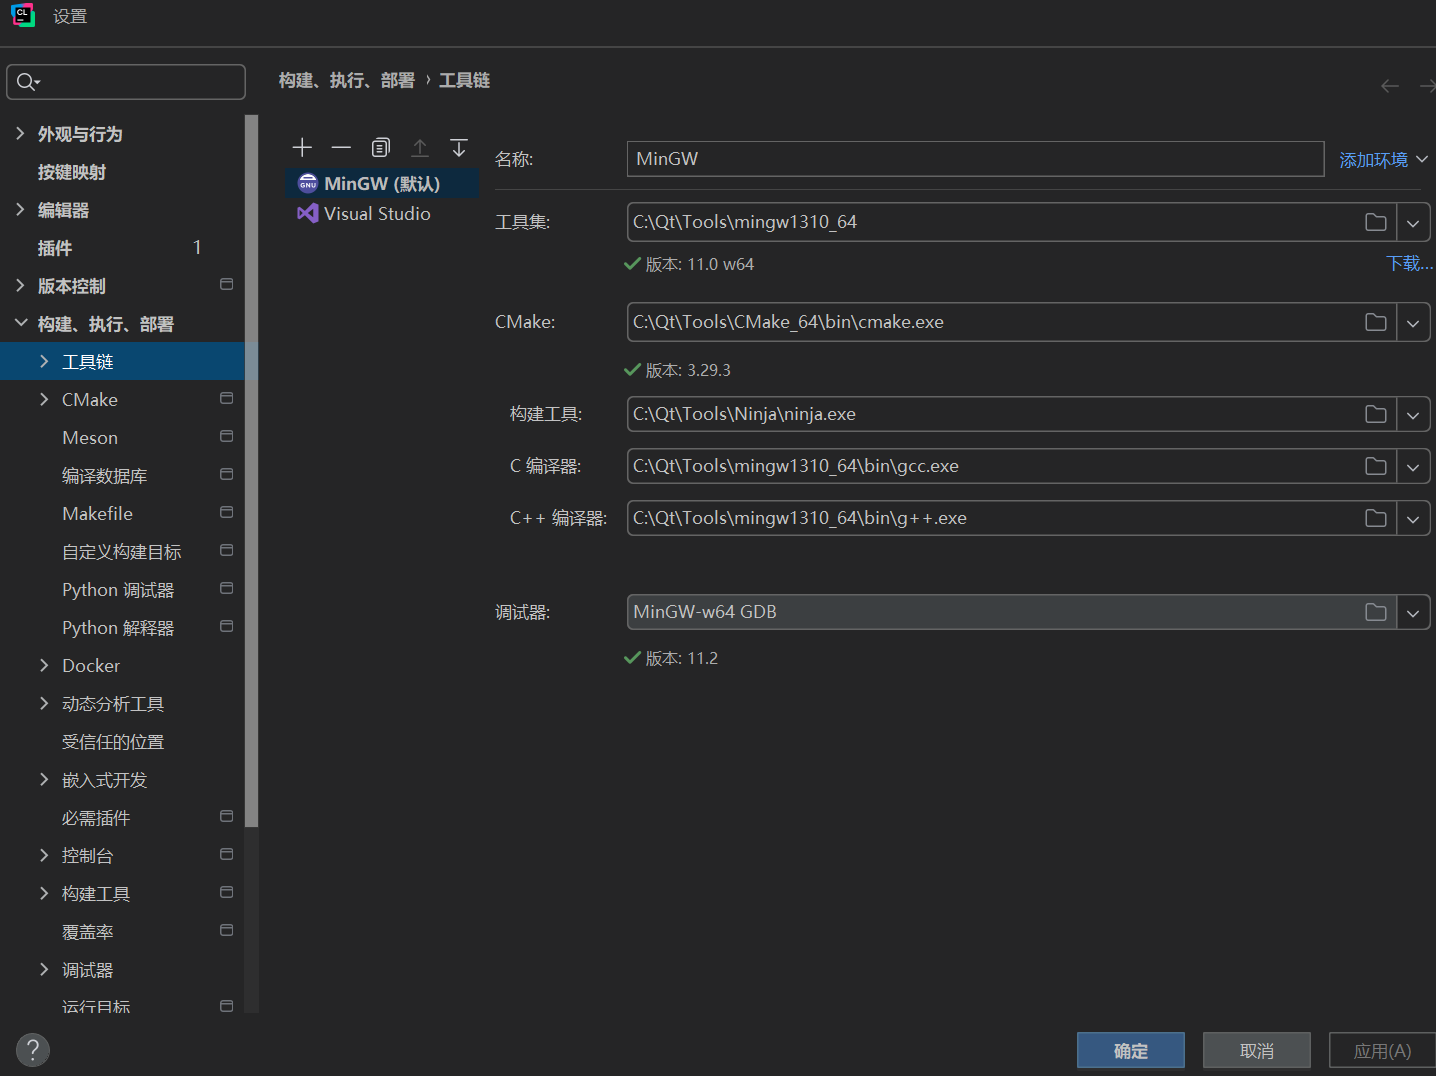 CL 设置
构建、执行、部署 › 工具链
外观与行为
按键映射
编辑器
插件 1
版本控制
构建、执行、部署
工具链
CMake
Meson
编译数据库
Makefile
自定义构建目标
Python 调试器
Python 解释器
Docker
动态分析工具
受信任的位置
嵌入式开发
必需插件
控制台
构建工具
覆盖率
调试器
运行目标
GNU MinGW (默认)
Visual Studio
名称: MinGW 添加环境
工具集: C:\Qt\Tools\mingw1310_64
版本: 11.0 w64 下载...
CMake: C:\Qt\Tools\CMake_64\bin\cmake.exe
版本: 3.29.3
构建工具: C:\Qt\Tools\Ninja\ninja.exe
C 编译器: C:\Qt\Tools\mingw1310_64\bin\gcc.exe
C++ 编译器: C:\Qt\Tools\mingw1310_64\bin\g++.exe
调试器: MinGW-w64 GDB
版本: 11.2
? 确定 取消 应用(A)